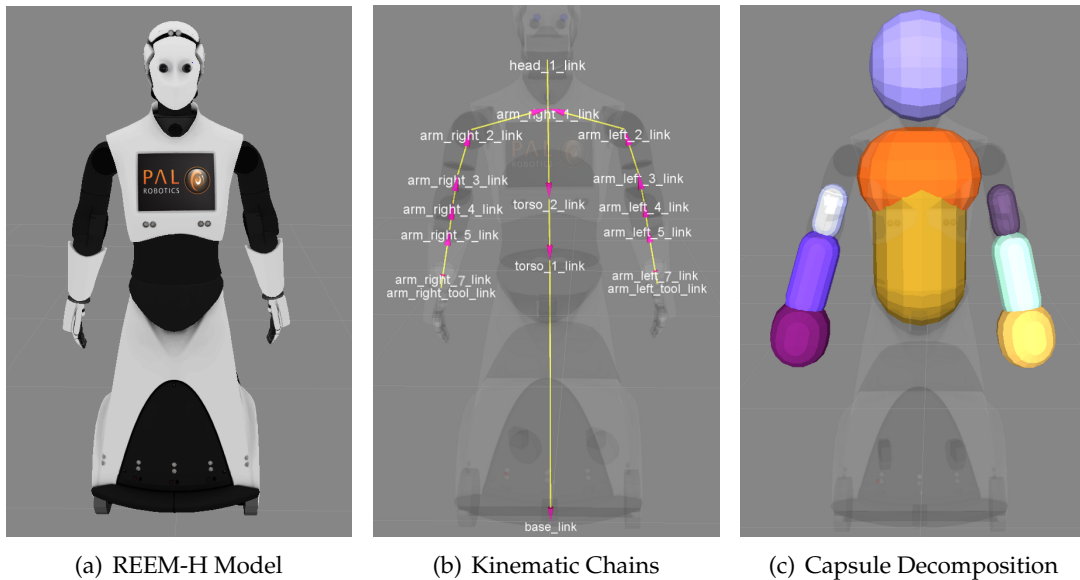 PAL
ROBOTICS
head_1_link
arm_right_1_link
arm_right_2_link
arm_left_2_link
arm_right_3_link
arm_left_3_link
arm_right_4_link
torso_2_link
arm_left_4_link
arm_right_5_link
arm_left_5_link
torso_1_link
arm_right_7_link
arm_left_7_link
arm_right_tool_link
arm_left_tool_link
base_link
(a) REEM-H Model
(b) Kinematic Chains
(c) Capsule Decomposition